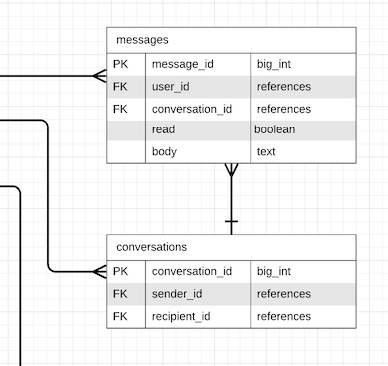 messages
PK message_id big_int
FK user_id references
FK conversation_id references
read boolean
body text
conversations
PK conversation_id big_int
FK sender_id references
FK recipient_id references